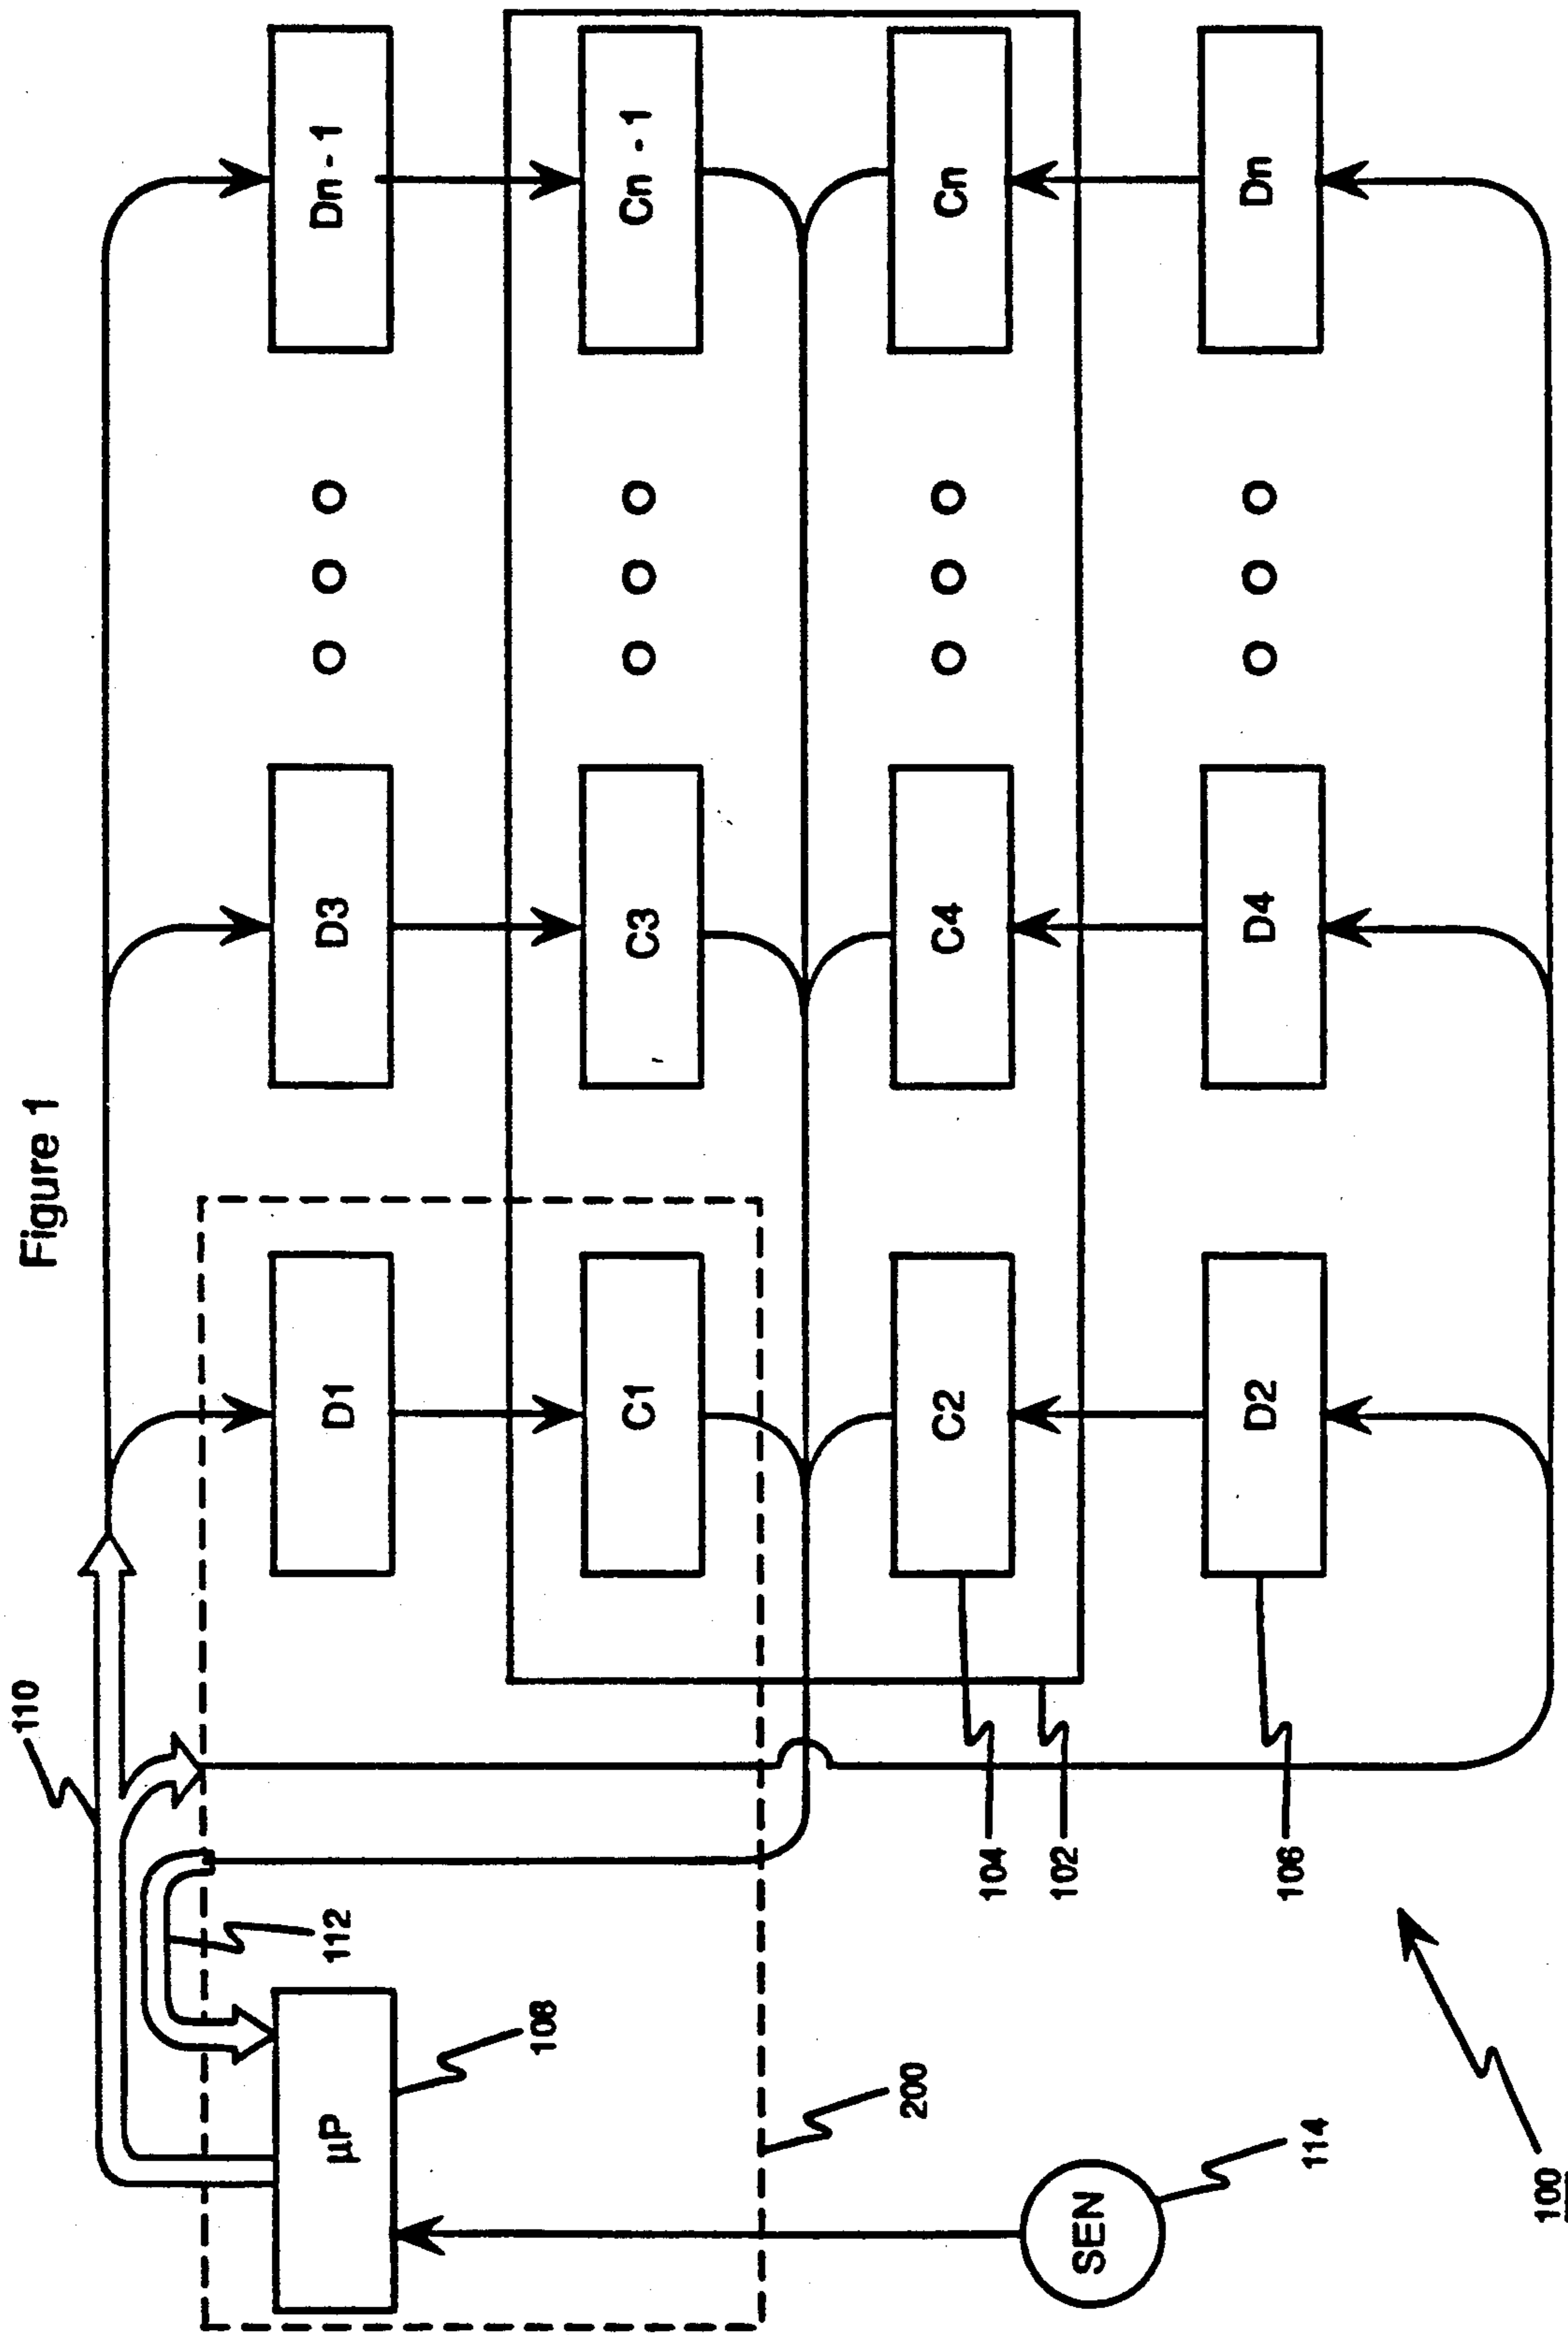 Figure 1
110
112
µP
108
200
SEN
114
100
D1
D3
Dn - 1
C1
C3
Cn - 1
C2
C4
Cn
D2
D4
Dn
104
102
106